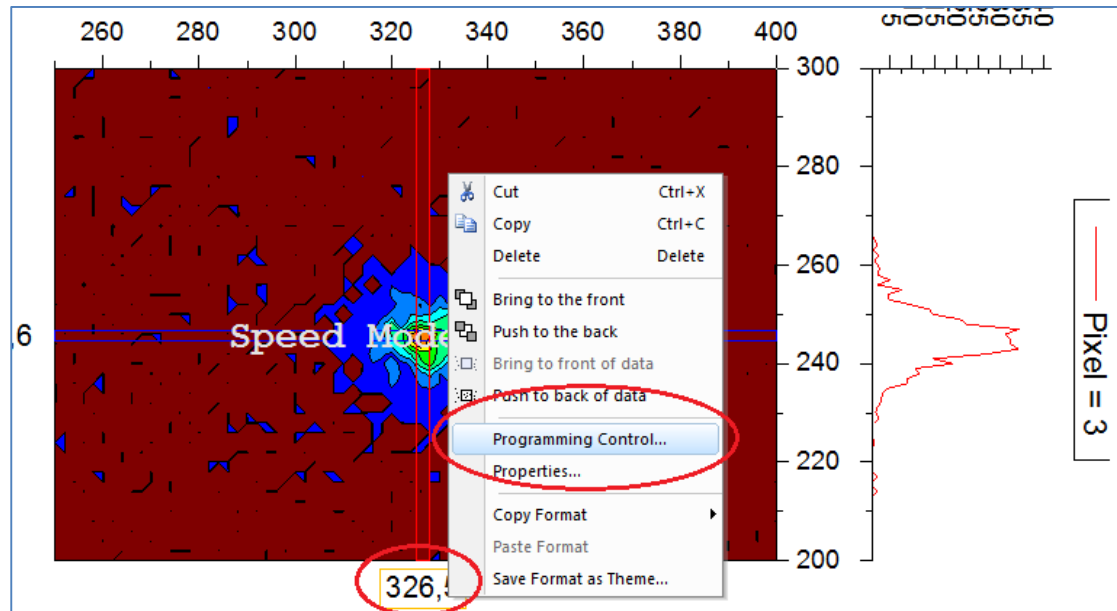 260 280 300 320 340 360 380 400
300
280
260
240
220
200
,6
Speed Mode
Cut Ctrl+X
Copy Ctrl+C
Delete Delete
Bring to the front
Push to the back
Bring to front of data
Push to back of data
Programming Control...
Properties...
Copy Format
Paste Format
Save Format as Theme...
326,5
Pixel = 3